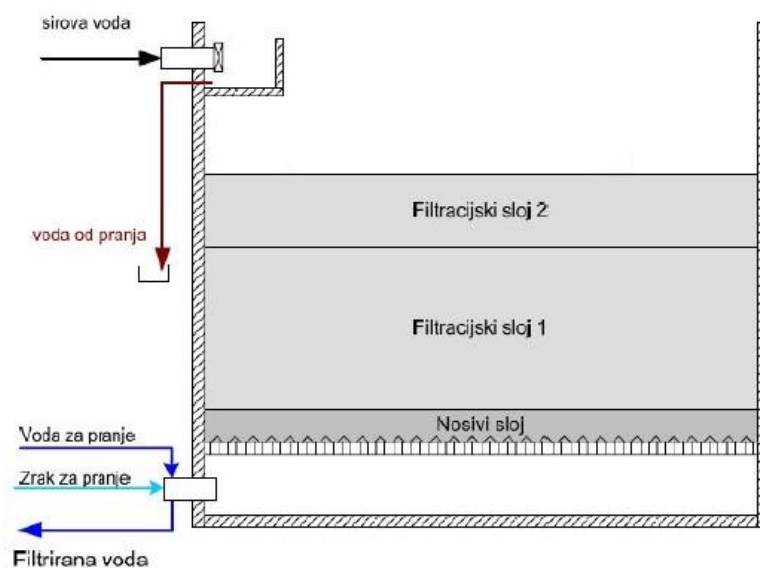 sirova voda
Filtracijski sloj 2
voda od pranja
Filtracijski sloj 1
Nosivi sloj
Voda za pranje
Zrak za pranje
Filtrirana voda